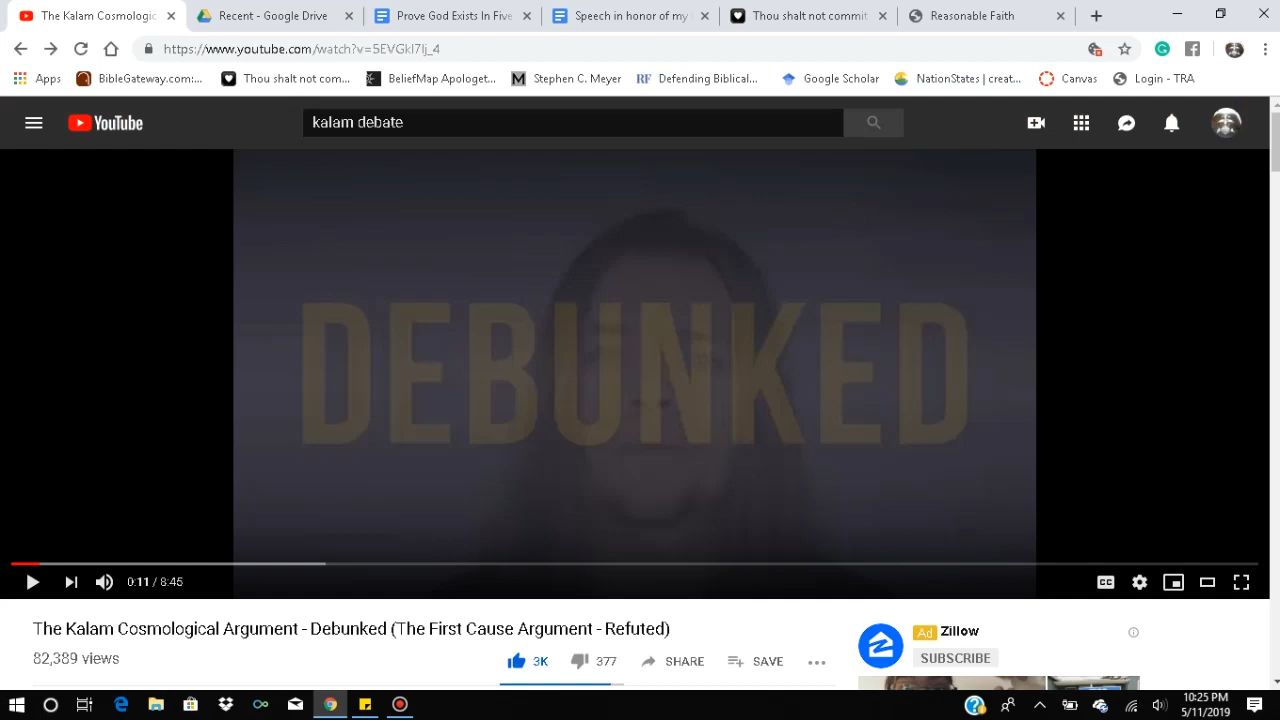 The Kalam Cosmologic
Recent - Google Drive
Prove God Exists In Five
Speech in honor of my
Thou shalt not commit
Reasonable Faith
https://www.youtube.com/watch?v=5EVGkI7Ij_4
Apps
BibleGateway.com:...
Thou shalt not com...
BeliefMap Apologet...
Stephen C. Meyer
RF Defending Biblical...
Google Scholar
NationStates | creat...
Canvas
Login - TRA
YouTube
kalam debate
DEBUNKED
0:11 / 8:45
CC
The Kalam Cosmological Argument - Debunked (The First Cause Argument - Refuted)
82,389 views
3K
377
SHARE
SAVE
Ad Zillow
SUBSCRIBE
10:25 PM
5/11/2019